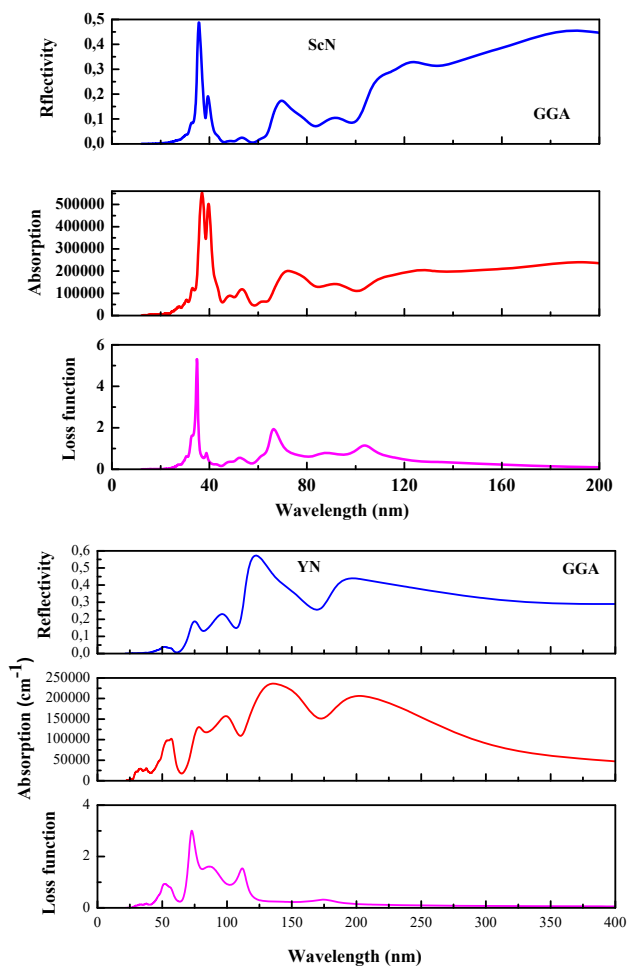 0,5
0,4
0,3
0,2
0,1
0,0
Rflectivity
ScN
GGA
500000
400000
300000
200000
100000
0
Absorption
6
4
2
0
Loss function
0 40 80 120 160 200
Wavelength (nm)
0,6
0,5
0,4
0,3
0,2
0,1
0,0
Reflectivity
YN
GGA
250000
200000
150000
100000
50000
0
Absorption (cm⁻¹)
4
2
0
Loss function
0 50 100 150 200 250 300 350 400
Wavelength (nm)